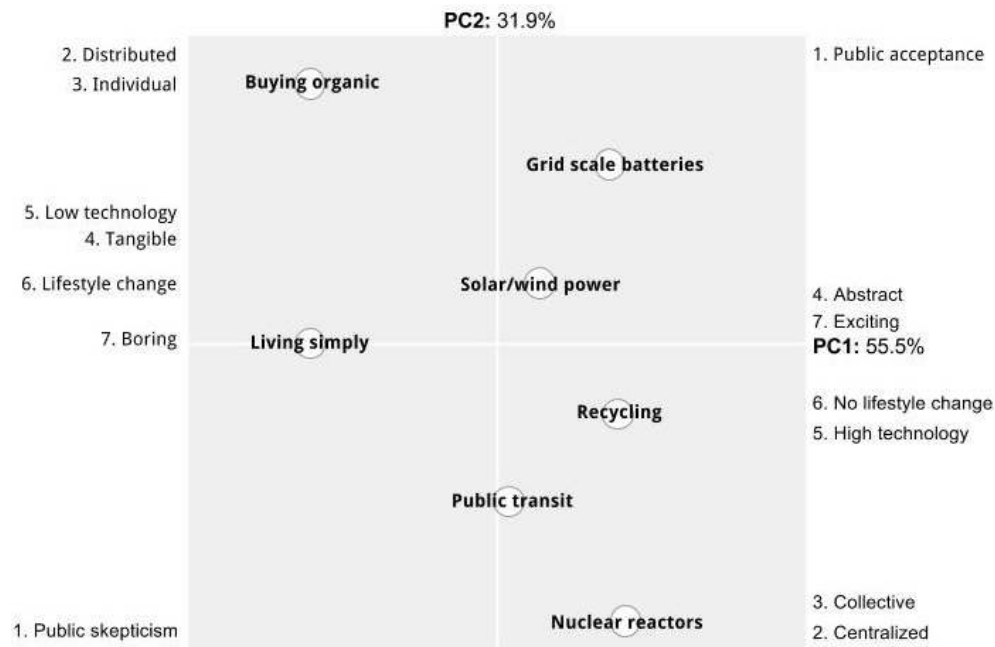 PC2: 31.9%
2. Distributed
3. Individual
Buying organic
1. Public acceptance
Grid scale batteries
5. Low technology
4. Tangible
6. Lifestyle change
Solar/wind power
4. Abstract
7. Exciting
7. Boring
Living simply
PC1: 55.5%
Recycling
6. No lifestyle change
5. High technology
Public transit
1. Public skepticism
Nuclear reactors
3. Collective
2. Centralized